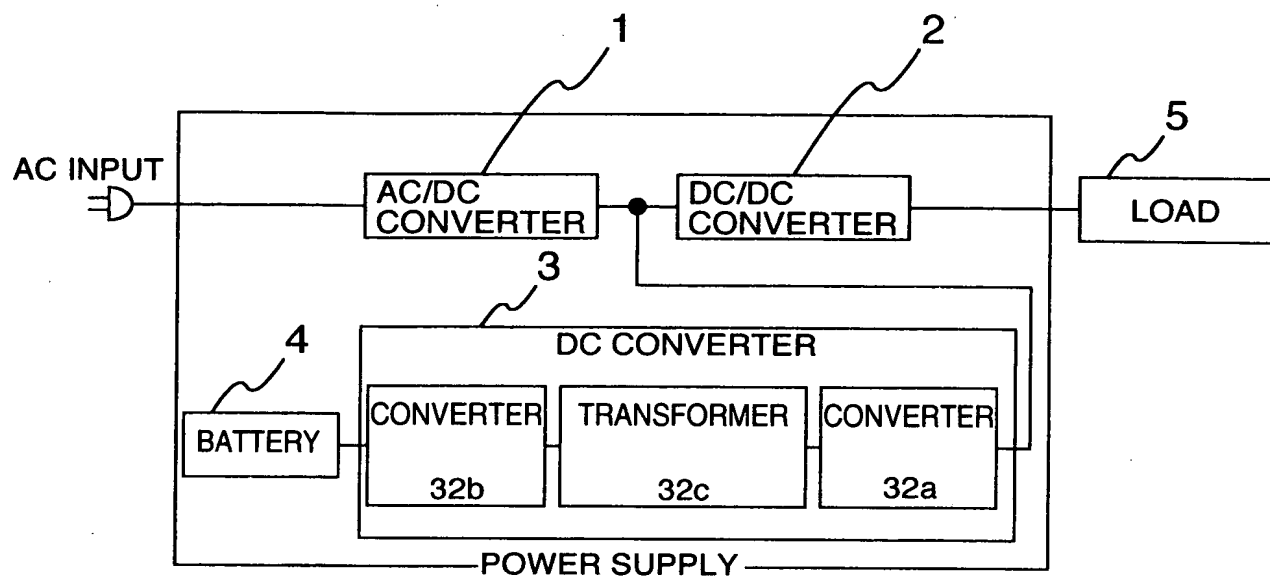 1
2
5
AC INPUT
AC/DC
CONVERTER
DC/DC
CONVERTER
LOAD
3
DC CONVERTER
4
BATTERY
CONVERTER
32b
TRANSFORMER
32c
CONVERTER
32a
POWER SUPPLY